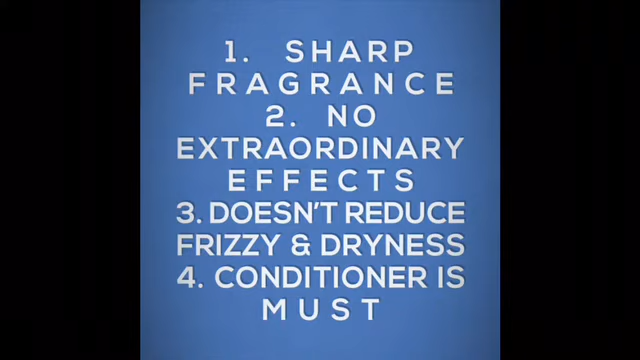 1. SHARP
FRAGRANCE
2. NO
EXTRAORDINARY
EFFECTS
3. DOESN'T REDUCE
FRIZZY & DRYNESS
4. CONDITIONER IS
MUST